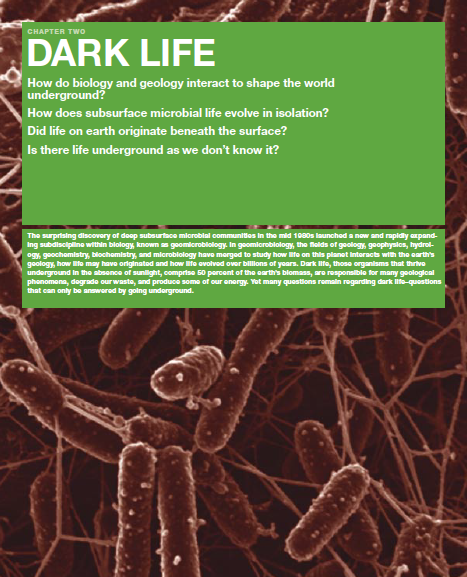 CHAPTER TWO
DARK LIFE
How do biology and geology interact to shape the world
underground?
How does subsurface microbial life evolve in isolation?
Did life on earth originate beneath the surface?
Is there life underground as we don't know it?
The surprising discovery of deep subsurface microbial communities in the mid 1980s launched a new and rapidly expand-
ing subdiscipline within biology, known as geomicrobiology. In geomicrobiology, the fields of geology, geophysics, hydrol-
ogy, geochemistry, biochemistry, and microbiology have merged to study how life on this planet interacts with the earth's
geology, how life may have originated and how life evolved over billions of years. Dark life, those organisms that thrive
underground in the absence of sunlight, comprise 50 percent of the earth's biomass, are responsible for many geological
phenomena, degrade our waste, and produce some of our energy. Yet many questions remain regarding dark life–questions
that can only be answered by going underground.